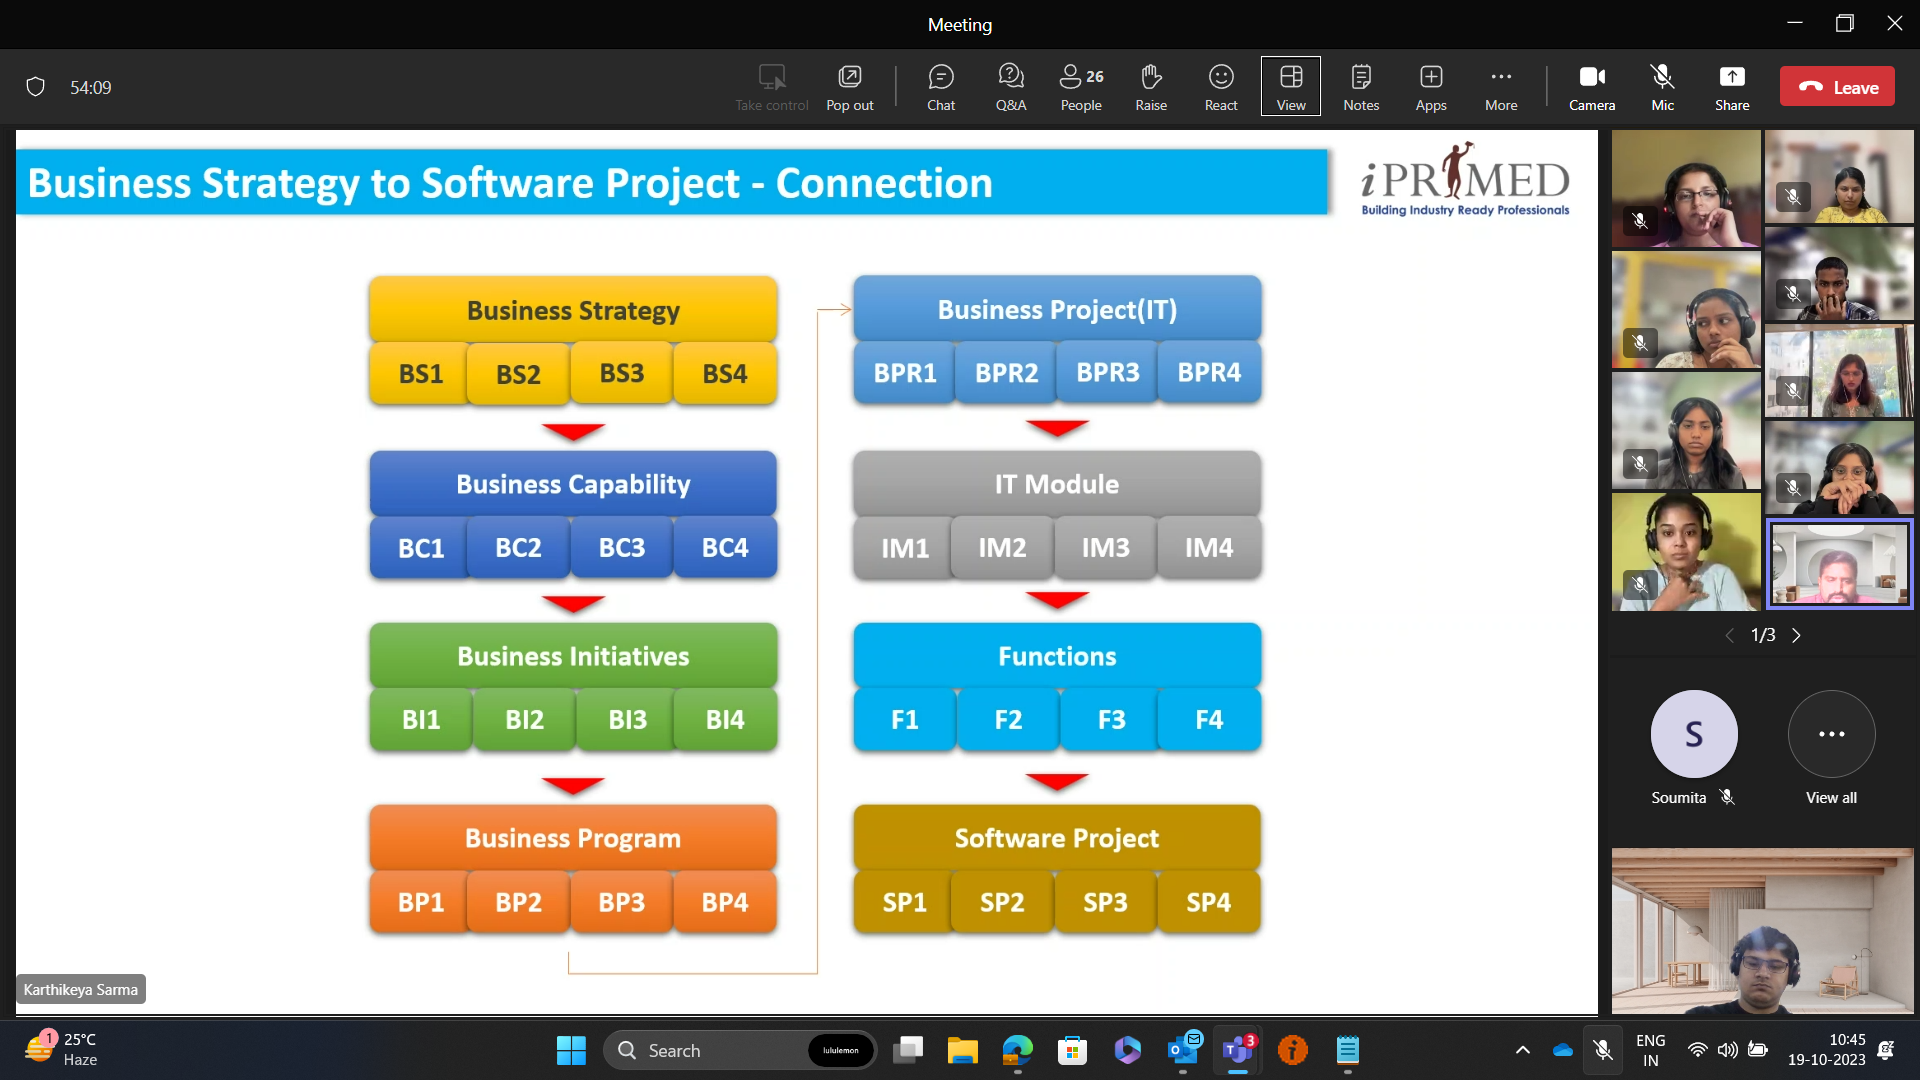 Meeting
54:09
Take control
Pop out
Chat
Q&A
26
People
Raise
React
View
Notes
Apps
More
Camera
Mic
Share
Leave
Business Strategy to Software Project - Connection
iPRIMED
Building Industry Ready Professionals
Business Strategy
BS1 BS2 BS3 BS4
Business Capability
BC1 BC2 BC3 BC4
Business Initiatives
BI1 BI2 BI3 BI4
Business Program
BP1 BP2 BP3 BP4
Business Project(IT)
BPR1 BPR2 BPR3 BPR4
IT Module
IM1 IM2 IM3 IM4
Functions
F1 F2 F3 F4
Software Project
SP1 SP2 SP3 SP4
Karthikeya Sarma
1/3
S
Soumita
View all
1
25°C
Haze
Search
lululemon
3
ENG
IN
10:45
19-10-2023